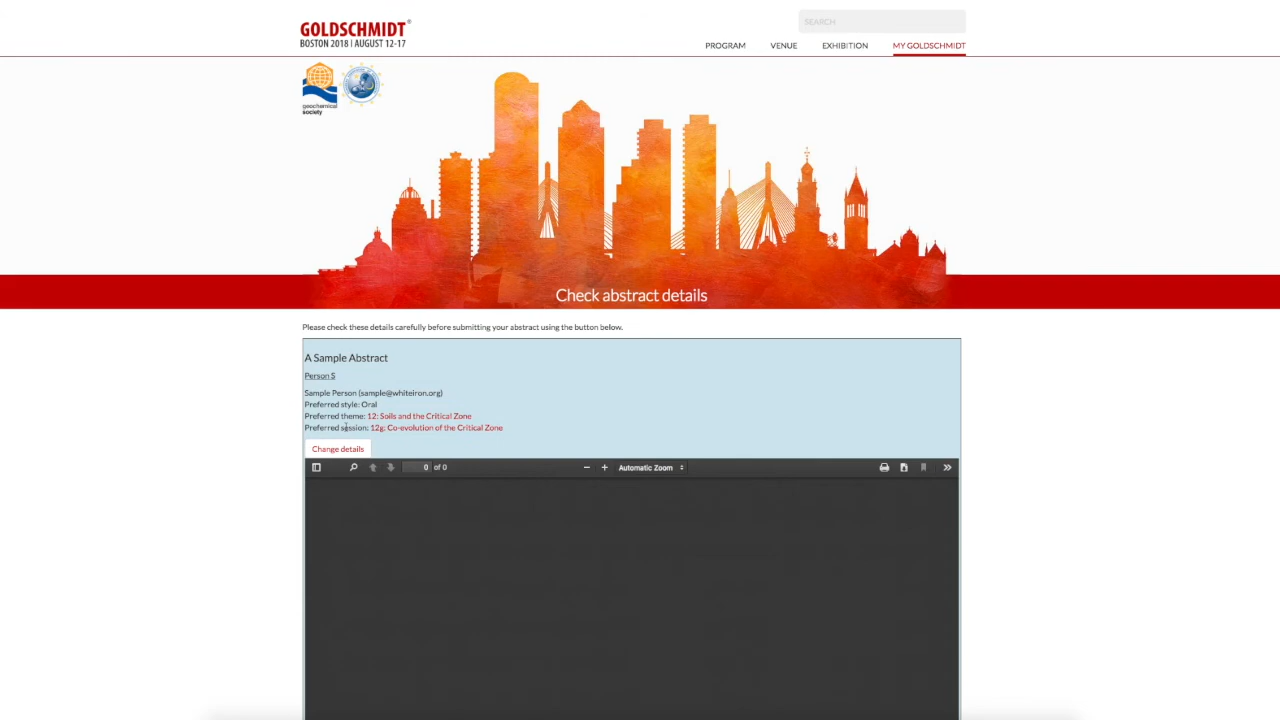 GOLDSCHMIDT®
BOSTON 2018 | AUGUST 12-17
SEARCH
PROGRAM VENUE EXHIBITION MY GOLDSCHMIDT
geochemical
society
Check abstract details
Please check these details carefully before submitting your abstract using the button below.
A Sample Abstract
Person S
Sample Person (sample@whiteiron.org)
Preferred style: Oral
Preferred theme: 12: Soils and the Critical Zone
Preferred session: 12g: Co-evolution of the Critical Zone
Change details
0 of 0 Automatic Zoom